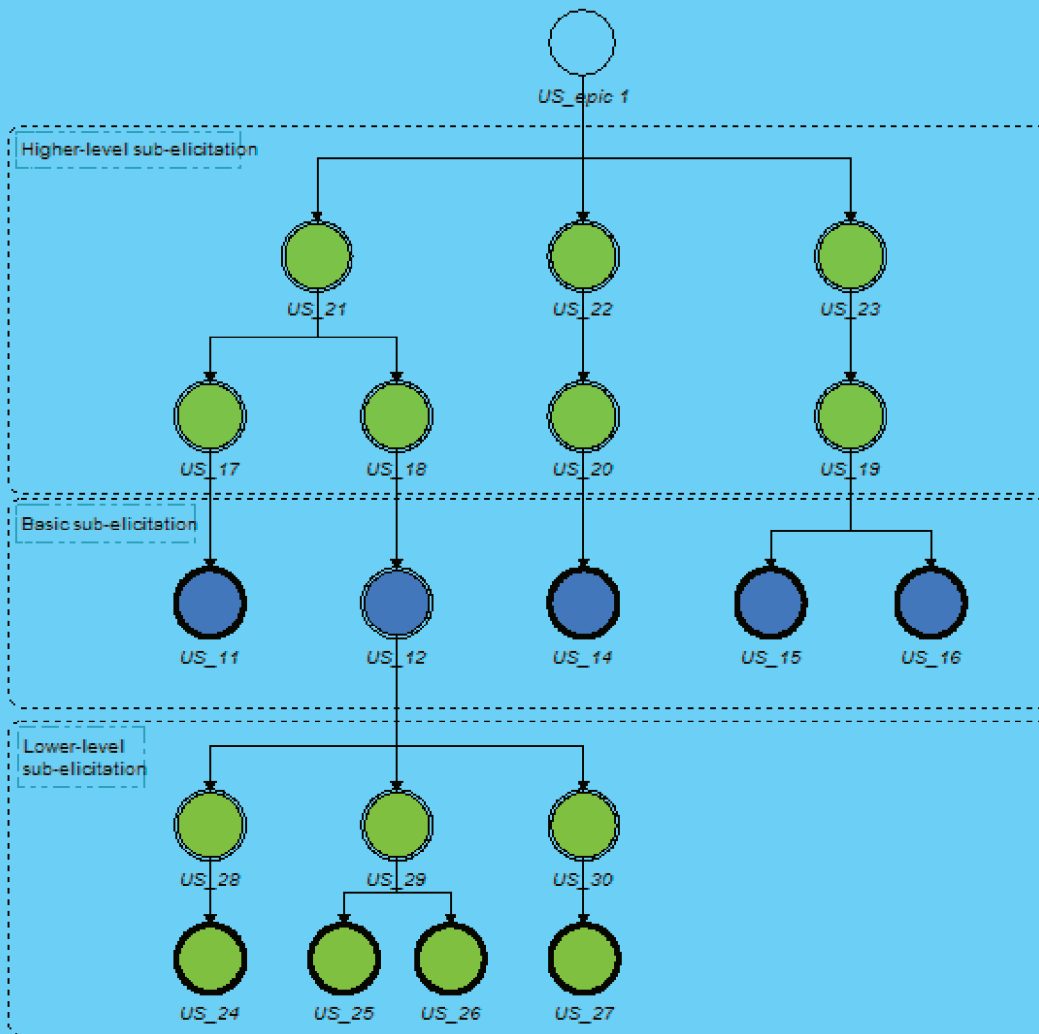 US_epic 1
Higher-level sub-elicitation
US_21
US_22
US_23
US_17
US_18
US_20
US_19
Basic sub-elicitation
US_11
US_12
US_14
US_15
US_16
Lower-level
sub-elicitation
US_28
US_29
US_30
US_24
US_25
US_26
US_27